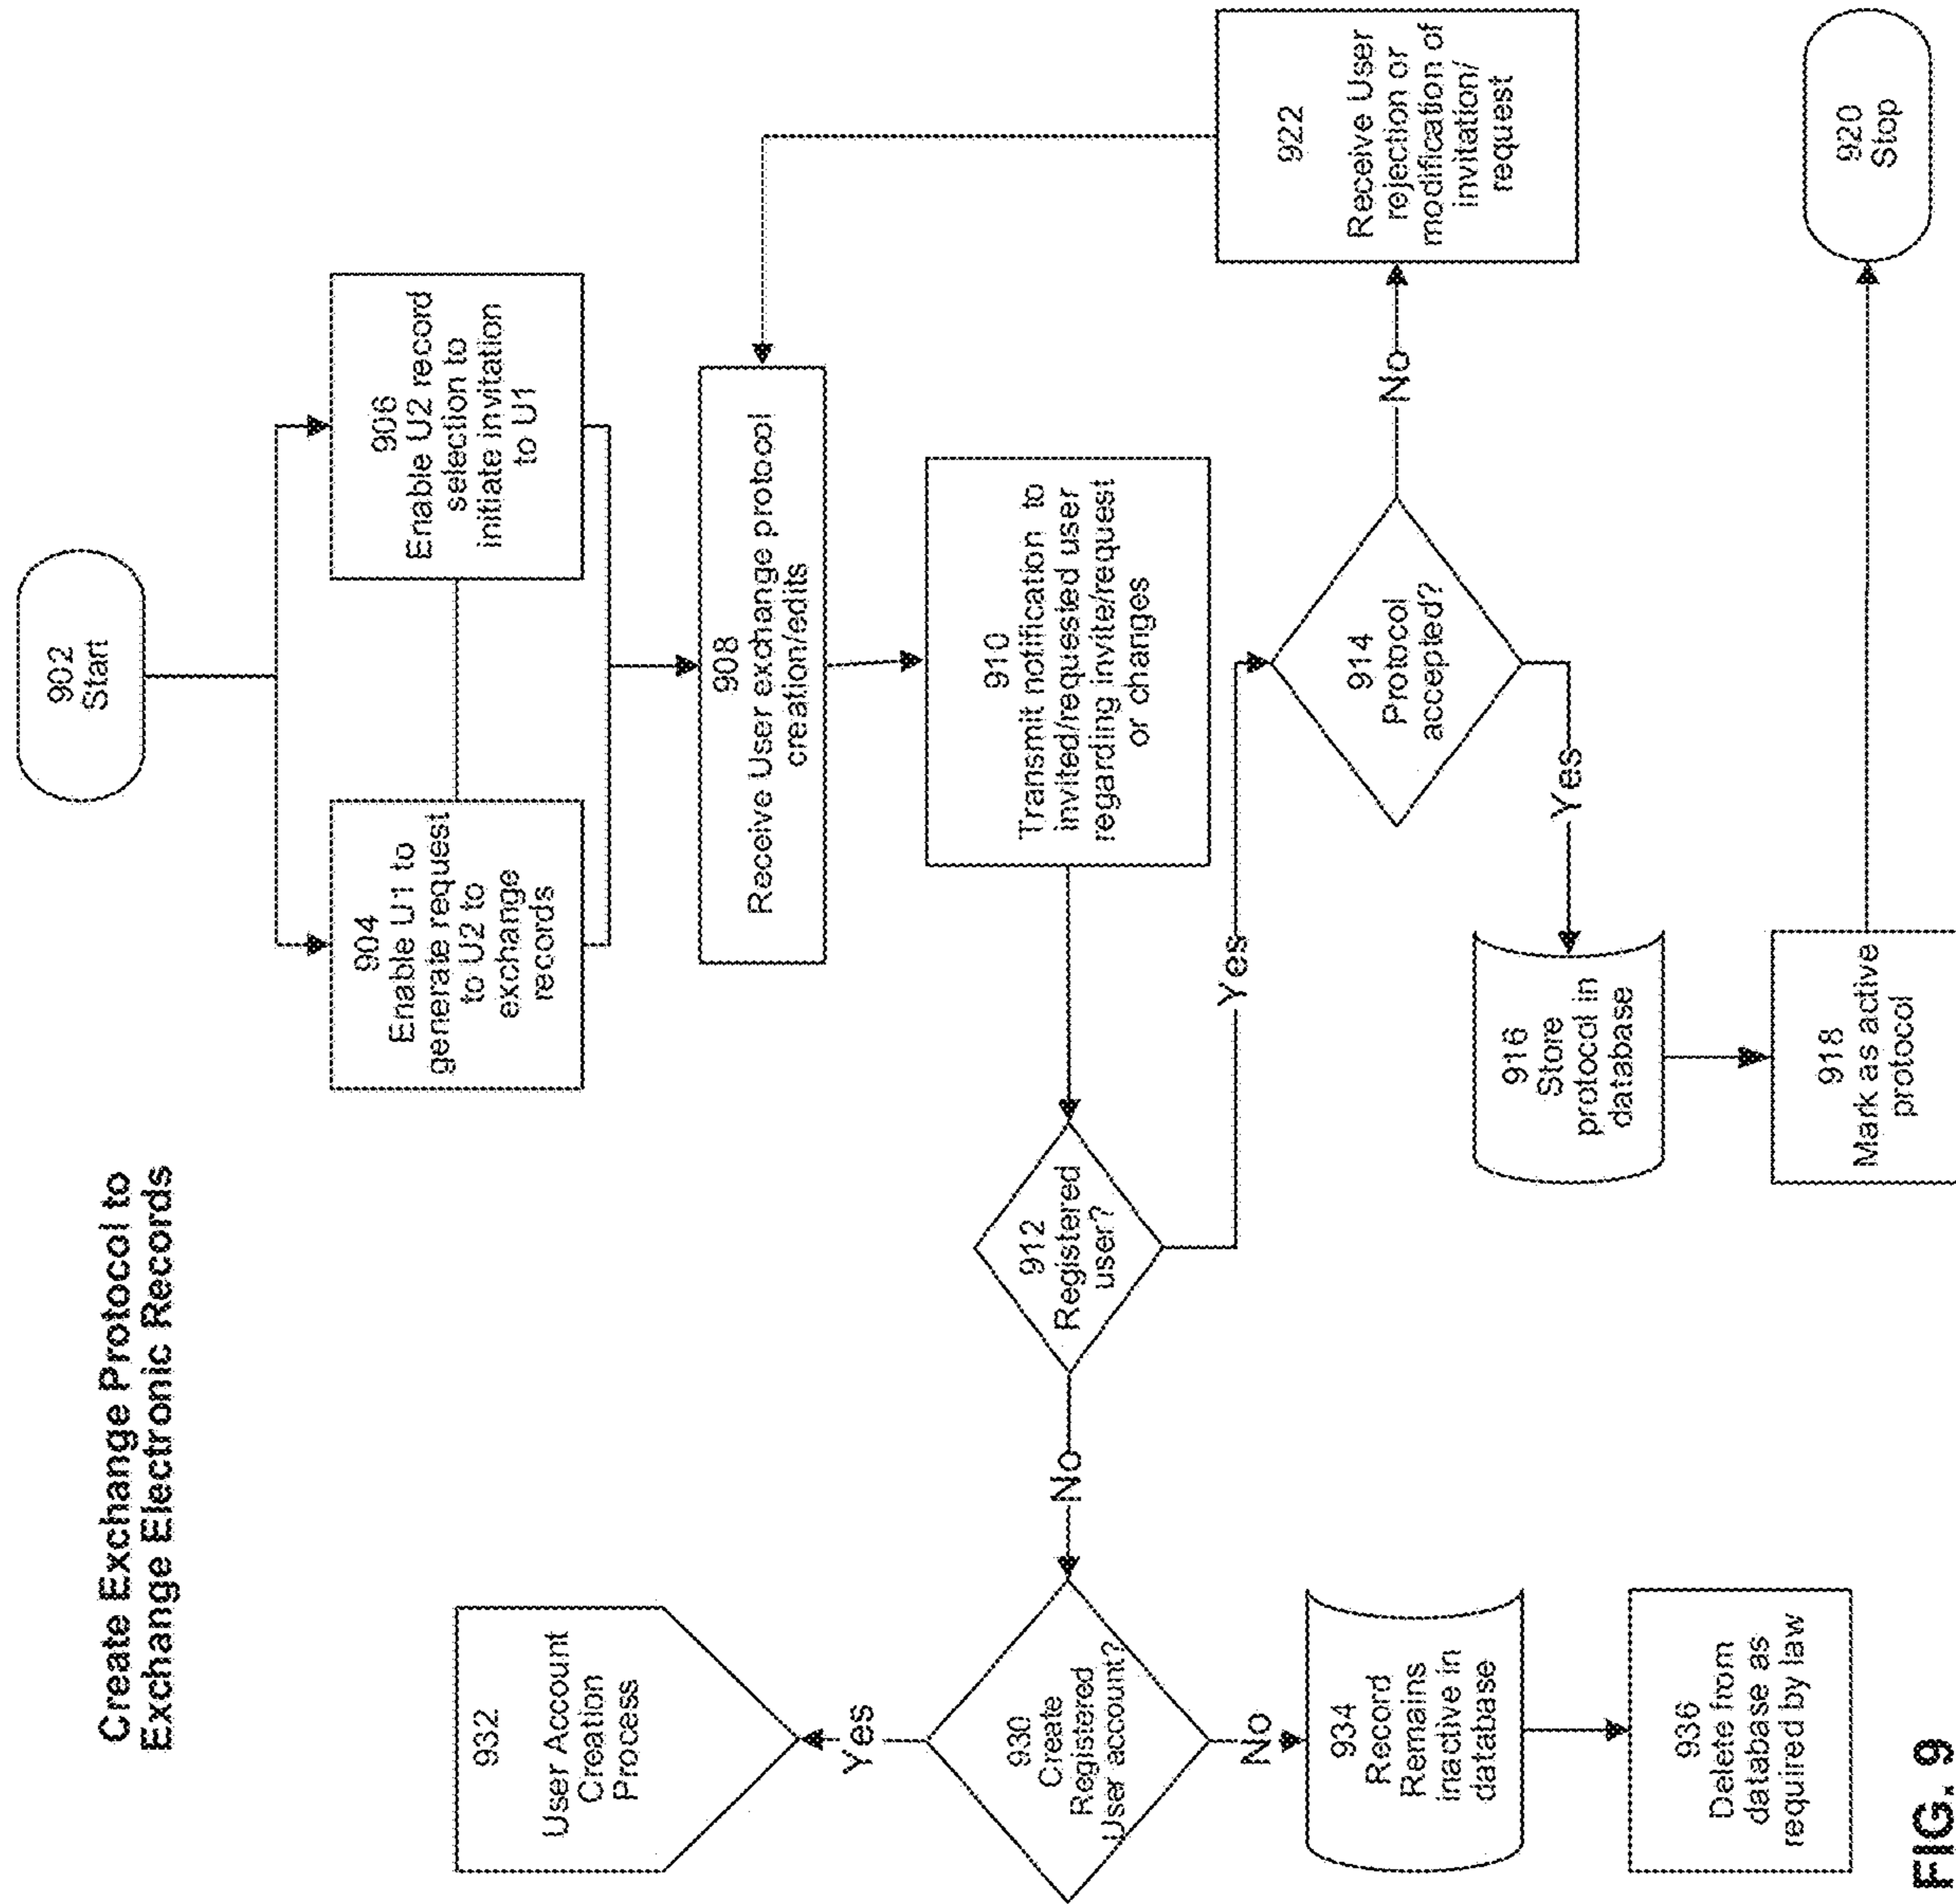 Create Exchange Protocol to
Exchange Electronic Records
902
Start
904
Enable U1 to
generate request
to U2 to
exchange
records
906
Enable U2 record
selection to
initiate invitation
to U1
908
Receive User exchange protocol
creation/edits
910
Transmit notification to
invited/requested user
regarding invite/request
or changes
912
Registered
user?
No
Yes
914
Protocol
accepted?
No
Yes
922
Receive User
rejection or
modification of
invitation/
request
916
Store
protocol in
database
918
Mark as active
protocol
920
Stop
930
Create
Registered
User account?
Yes
No
932
User Account
Creation
Process
934
Record
Remains
inactive in
database
936
Delete from
database as
required by law
FIG. 9